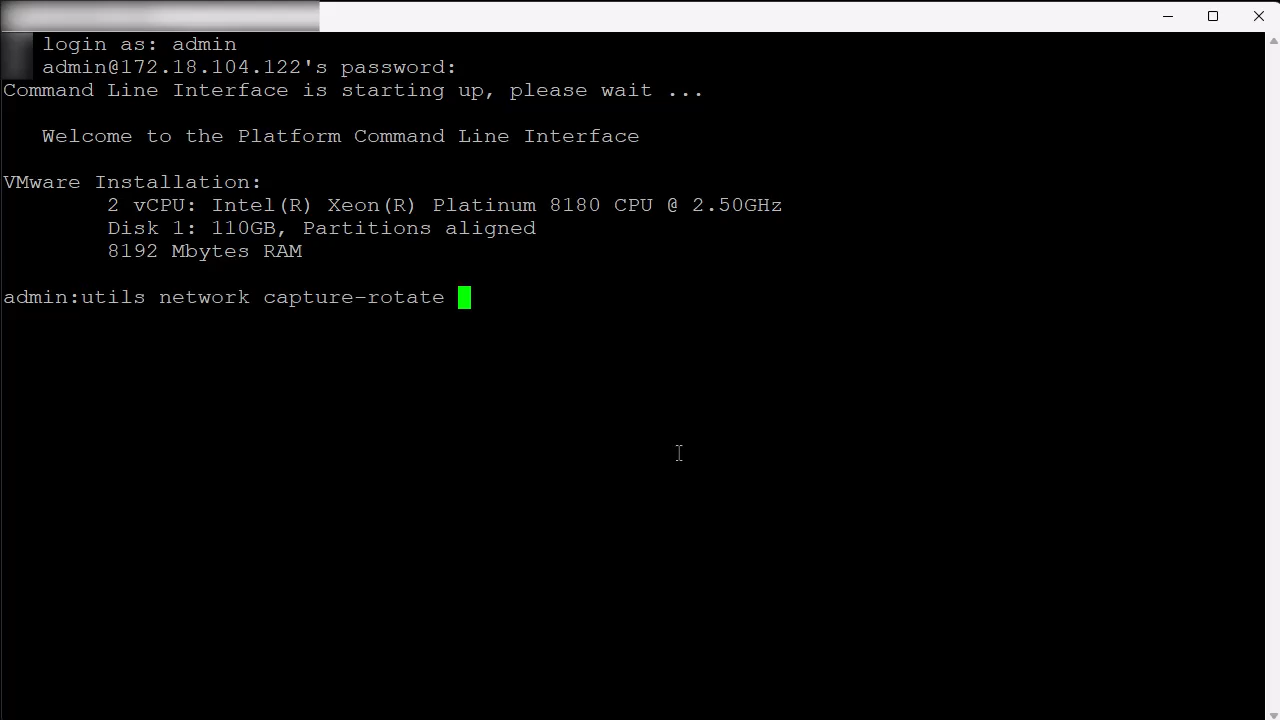 login as: admin
admin@172.18.104.122's password:
Command Line Interface is starting up, please wait ...
Welcome to the Platform Command Line Interface
VMware Installation:
2 vCPU: Intel(R) Xeon(R) Platinum 8180 CPU @ 2.50GHz
Disk 1: 110GB, Partitions aligned
8192 Mbytes RAM
admin:utils network capture-rotate